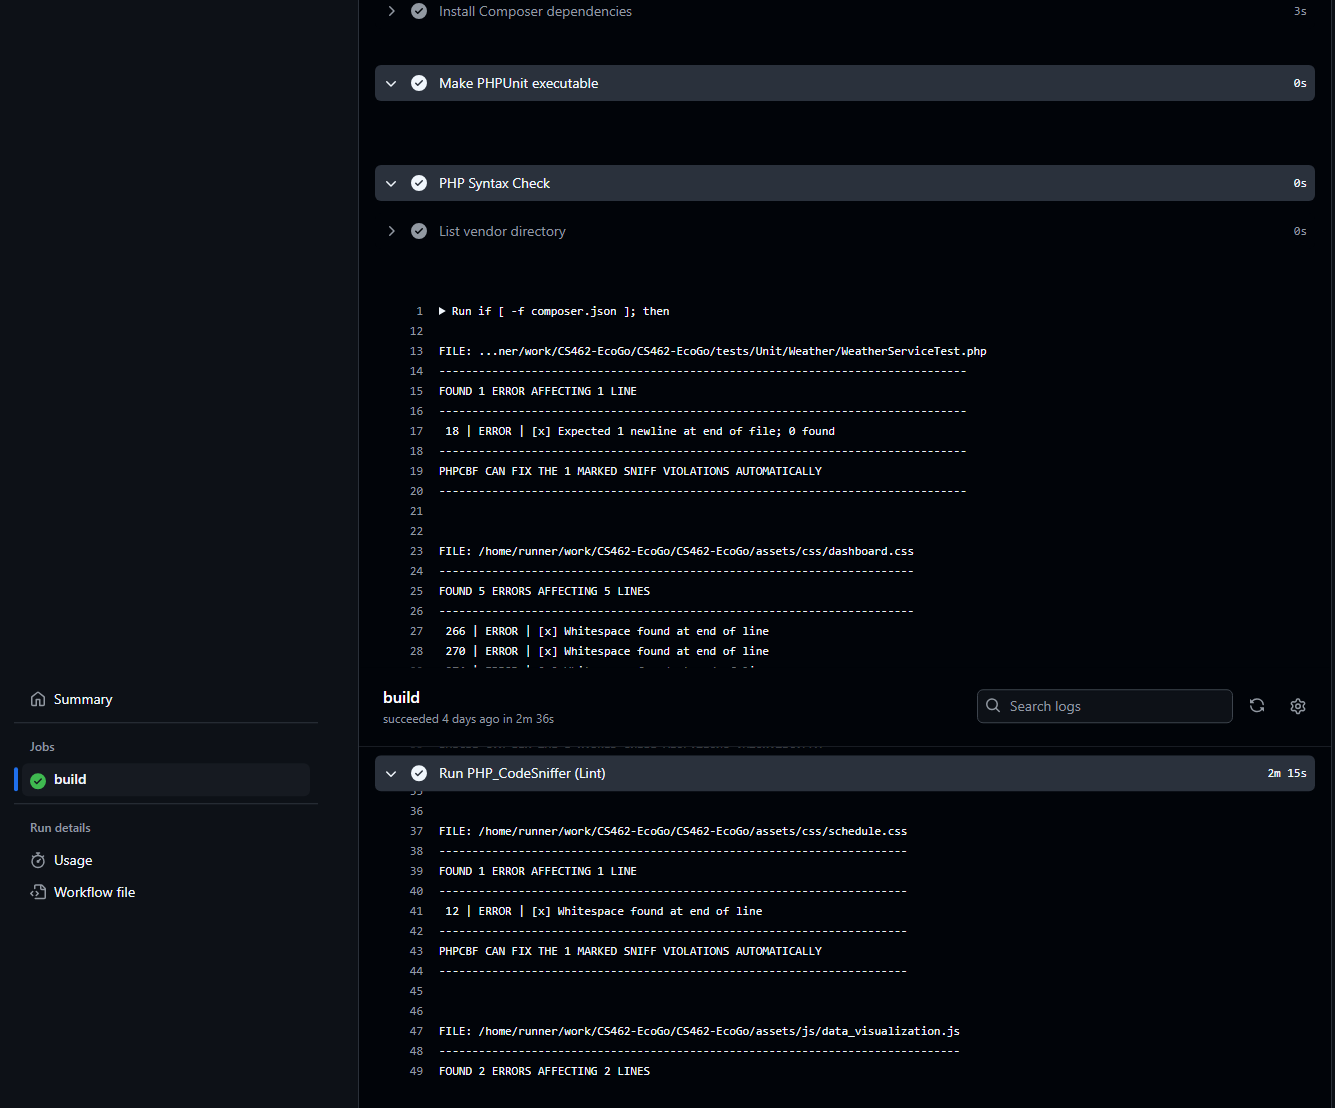 Install Composer dependencies 3s
Make PHPUnit executable 0s
PHP Syntax Check 0s
List vendor directory 0s
1 Run if [ -f composer.json ]; then
12
13 FILE: ...ner/work/CS462-EcoGo/CS462-EcoGo/tests/Unit/Weather/WeatherServiceTest.php
14 --------------------------------------------------------------------------------
15 FOUND 1 ERROR AFFECTING 1 LINE
16 --------------------------------------------------------------------------------
17 18 | ERROR | [x] Expected 1 newline at end of file; 0 found
18 --------------------------------------------------------------------------------
19 PHPCBF CAN FIX THE 1 MARKED SNIFF VIOLATIONS AUTOMATICALLY
20 --------------------------------------------------------------------------------
21
22
23 FILE: /home/runner/work/CS462-EcoGo/CS462-EcoGo/assets/css/dashboard.css
24 ------------------------------------------------------------------------
25 FOUND 5 ERRORS AFFECTING 5 LINES
26 ------------------------------------------------------------------------
27 266 | ERROR | [x] Whitespace found at end of line
28 270 | ERROR | [x] Whitespace found at end of line
Summary
Jobs
build
Run details
Usage
Workflow file
build
succeeded 4 days ago in 2m 36s
Search logs
Run PHP_CodeSniffer (Lint) 2m 15s
36
37 FILE: /home/runner/work/CS462-EcoGo/CS462-EcoGo/assets/css/schedule.css
38 -----------------------------------------------------------------------
39 FOUND 1 ERROR AFFECTING 1 LINE
40 -----------------------------------------------------------------------
41 12 | ERROR | [x] Whitespace found at end of line
42 -----------------------------------------------------------------------
43 PHPCBF CAN FIX THE 1 MARKED SNIFF VIOLATIONS AUTOMATICALLY
44 -----------------------------------------------------------------------
45
46
47 FILE: /home/runner/work/CS462-EcoGo/CS462-EcoGo/assets/js/data_visualization.js
48 -------------------------------------------------------------------------------
49 FOUND 2 ERRORS AFFECTING 2 LINES